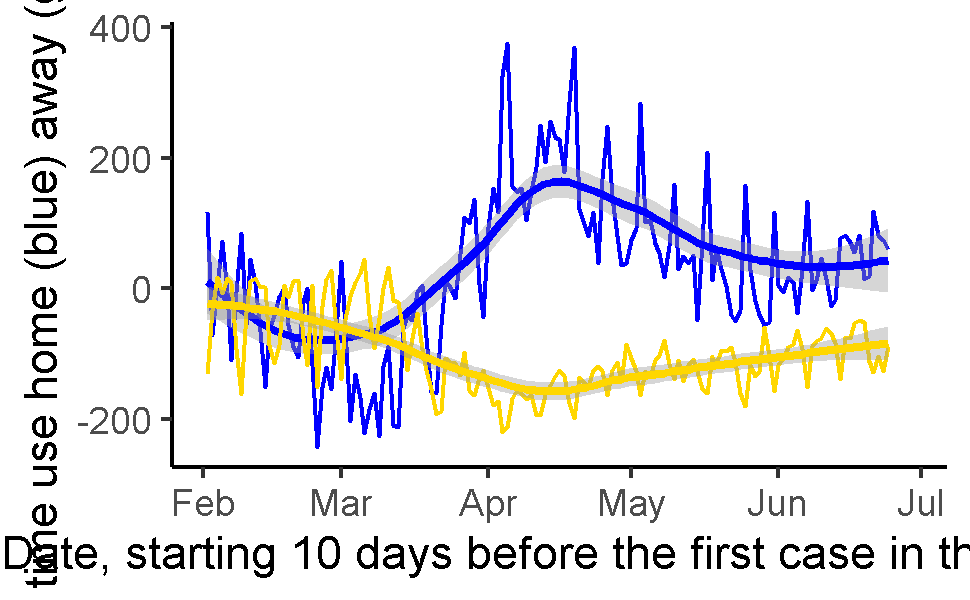 time use home (blue) away (
400
200
0
-200
Feb Mar Apr May Jun Jul
Date, starting 10 days before the first case in th